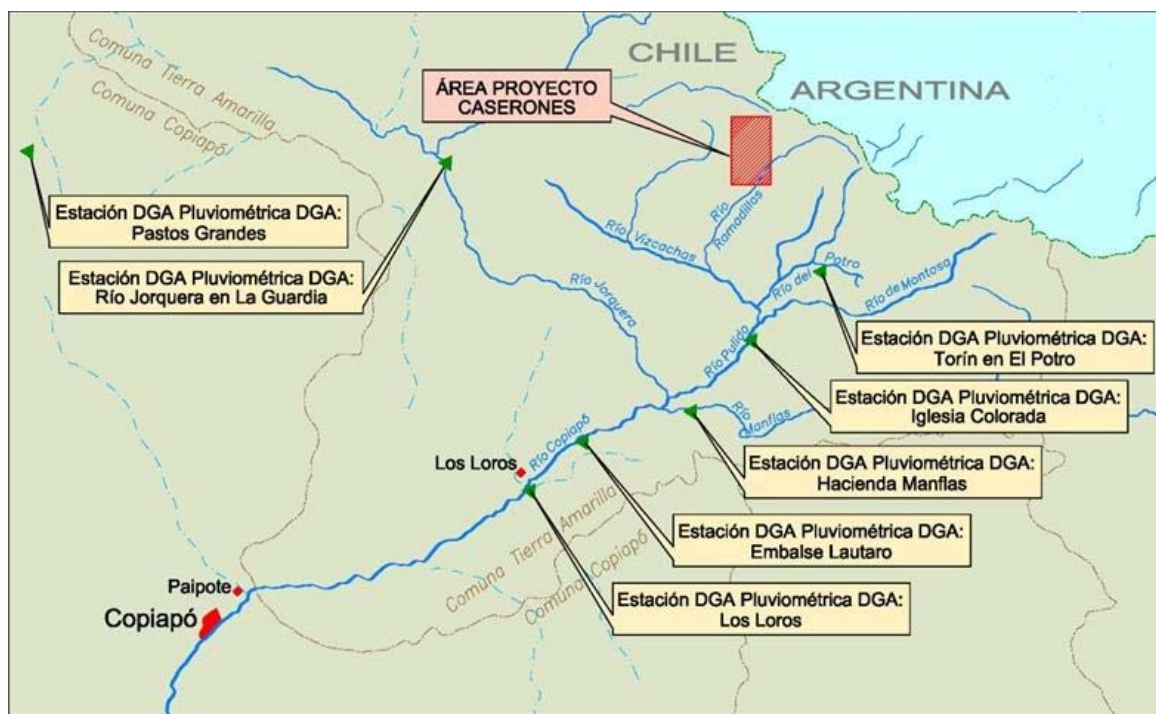 CHILE
ARGENTINA
ÁREA PROYECTO
CASERONES
Comuna Tierra Amarilla
Comuna Copiapó
Estación DGA Pluviométrica DGA:
Pastos Grandes
Estación DGA Pluviométrica DGA:
Río Jorquera en La Guardia
Río Vizcachas
Río
Ramadillas
Río del
Potro
Río de Montosa
Río Jorquera
Río Pulido
Estación DGA Pluviométrica DGA:
Torín en El Potro
Estación DGA Pluviométrica DGA:
Iglesia Colorada
Río
Manflas
Estación DGA Pluviométrica DGA:
Hacienda Manflas
Río Copiapó
Los Loros
Estación DGA Pluviométrica DGA:
Embalse Lautaro
Comuna Tierra Amarilla
Comuna Copiapó
Estación DGA Pluviométrica DGA:
Los Loros
Paipote
Copiapó